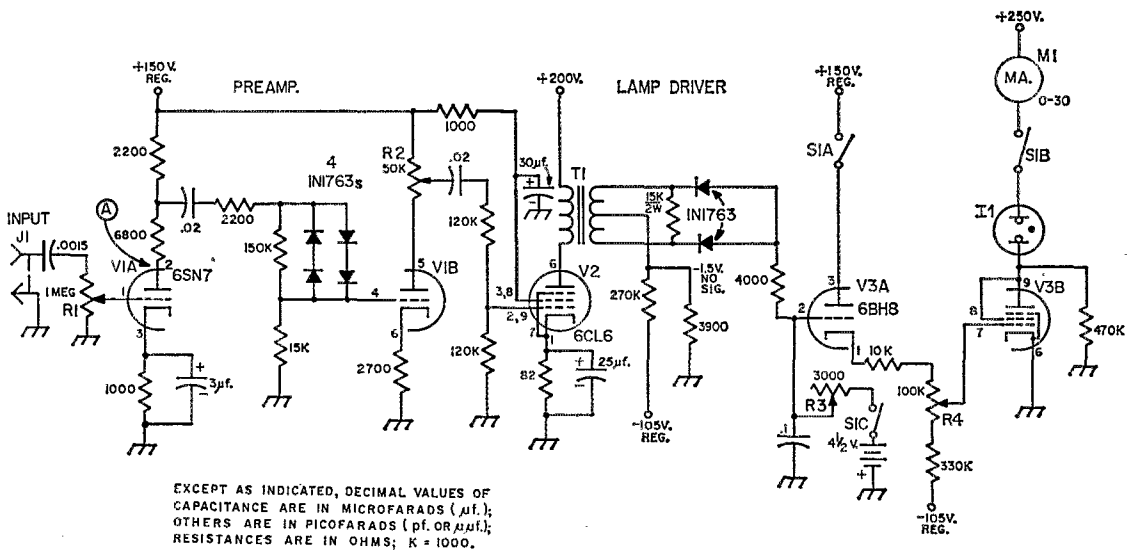 +250V.
M1
MA.
0-30
+150V.
REG.
PREAMP.
+200V.
LAMP DRIVER
+150V.
REG.
1000
2200
4
IN1763s
R2
50K
.02
30µf.
T1
15K
2W
IN1763
S1A
S1B
I1
INPUT
J1
.0015
A
6800
.02
2200
150K
120K
-1.5V.
NO
SIG.
4000
V1A
2
6SN7
1
1 MEG
R1
3
5
V1B
4
6
6
V2
3,8
2,9
7
1
6CL6
270K
3900
3
V3A
6BH8
2
1
9
V3B
8
7
6
470K
15K
2700
120K
82
25µf.
1000
3µf.
10K
3000
R3
100K
R4
S1C
4½V.
.1
330K
-105V.
REG.
-105V.
REG.
EXCEPT AS INDICATED, DECIMAL VALUES OF
CAPACITANCE ARE IN MICROFARADS (µf.);
OTHERS ARE IN PICOFARADS (pf. OR µµf.);
RESISTANCES ARE IN OHMS; K = 1000.